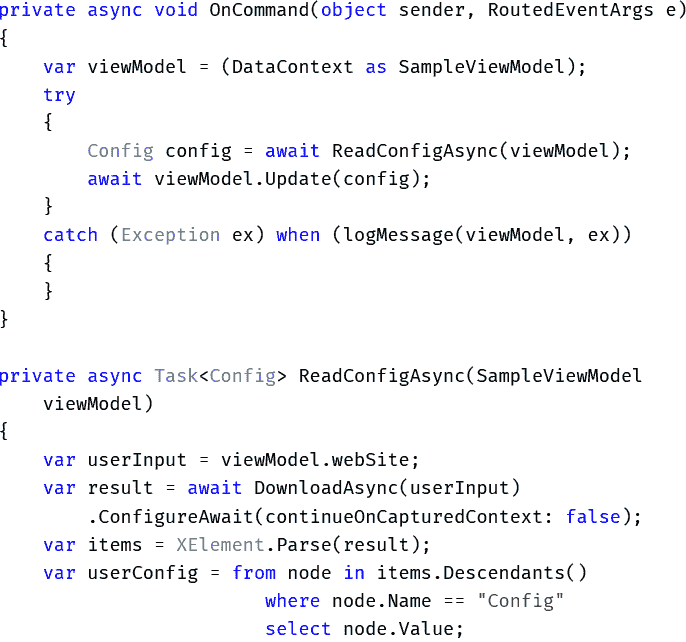 private async void OnCommand(object sender, RoutedEventArgs e)
{
    var viewModel = (DataContext as SampleViewModel);
    try
    {
        Config config = await ReadConfigAsync(viewModel);
        await viewModel.Update(config);
    }
    catch (Exception ex) when (logMessage(viewModel, ex))
    {
    }
}

private async Task<Config> ReadConfigAsync(SampleViewModel
    viewModel)
{
    var userInput = viewModel.webSite;
    var result = await DownloadAsync(userInput)
        .ConfigureAwait(continueOnCapturedContext: false);
    var items = XElement.Parse(result);
    var userConfig = from node in items.Descendants()
                        where node.Name == "Config"
                        select node.Value;